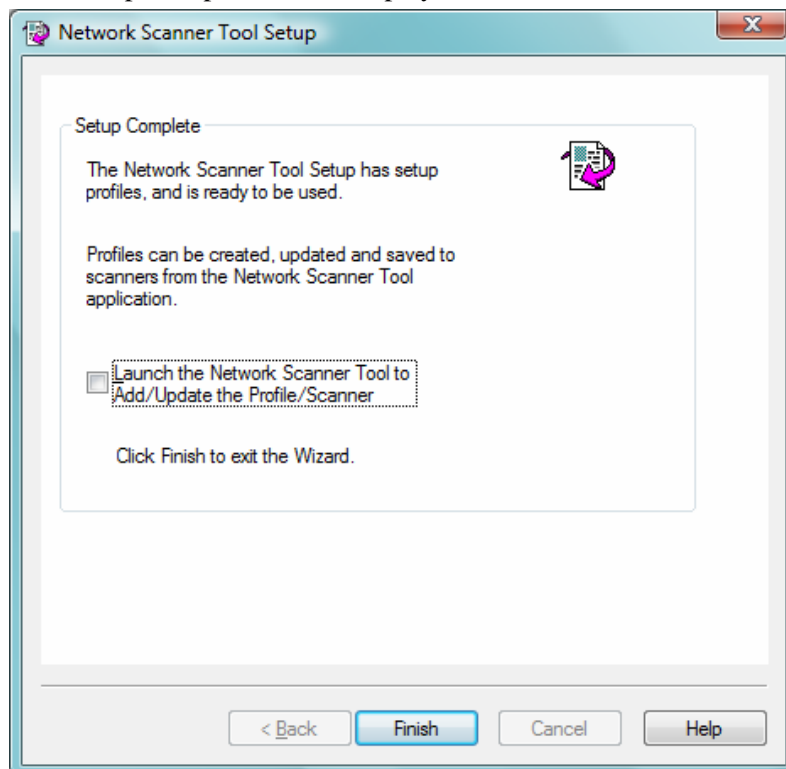 Network Scanner Tool Setup
X
Setup Complete
The Network Scanner Tool Setup has setup
profiles, and is ready to be used.
Profiles can be created, updated and saved to
scanners from the Network Scanner Tool
application.
Launch the Network Scanner Tool to
Add/Update the Profile/Scanner
Click Finish to exit the Wizard.
< Back Finish Cancel Help